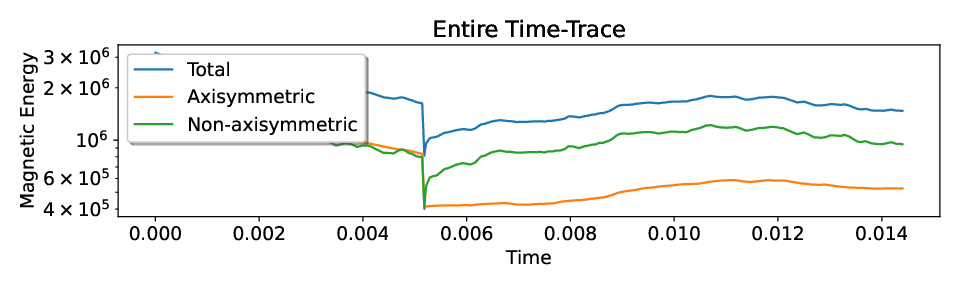 Entire Time-Trace
Magnetic Energy
3 × 10⁶
2 × 10⁶
10⁶
6 × 10⁵
4 × 10⁵
Total
Axisymmetric
Non-axisymmetric
0.000 0.002 0.004 0.006 0.008 0.010 0.012 0.014
Time